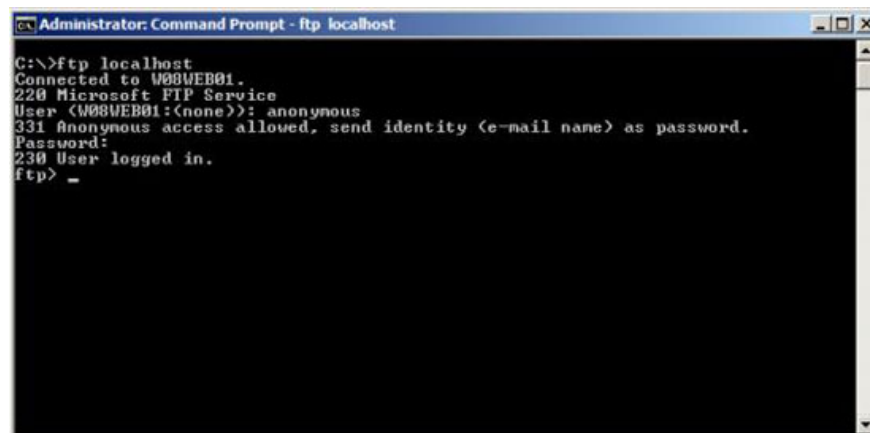 Administrator: Command Prompt - ftp localhost
C:\>ftp localhost
Connected to W08WEB01.
220 Microsoft FTP Service
User (W08WEB01:(none)): anonymous
331 Anonymous access allowed, send identity (e-mail name) as password.
Password:
230 User logged in.
ftp> _